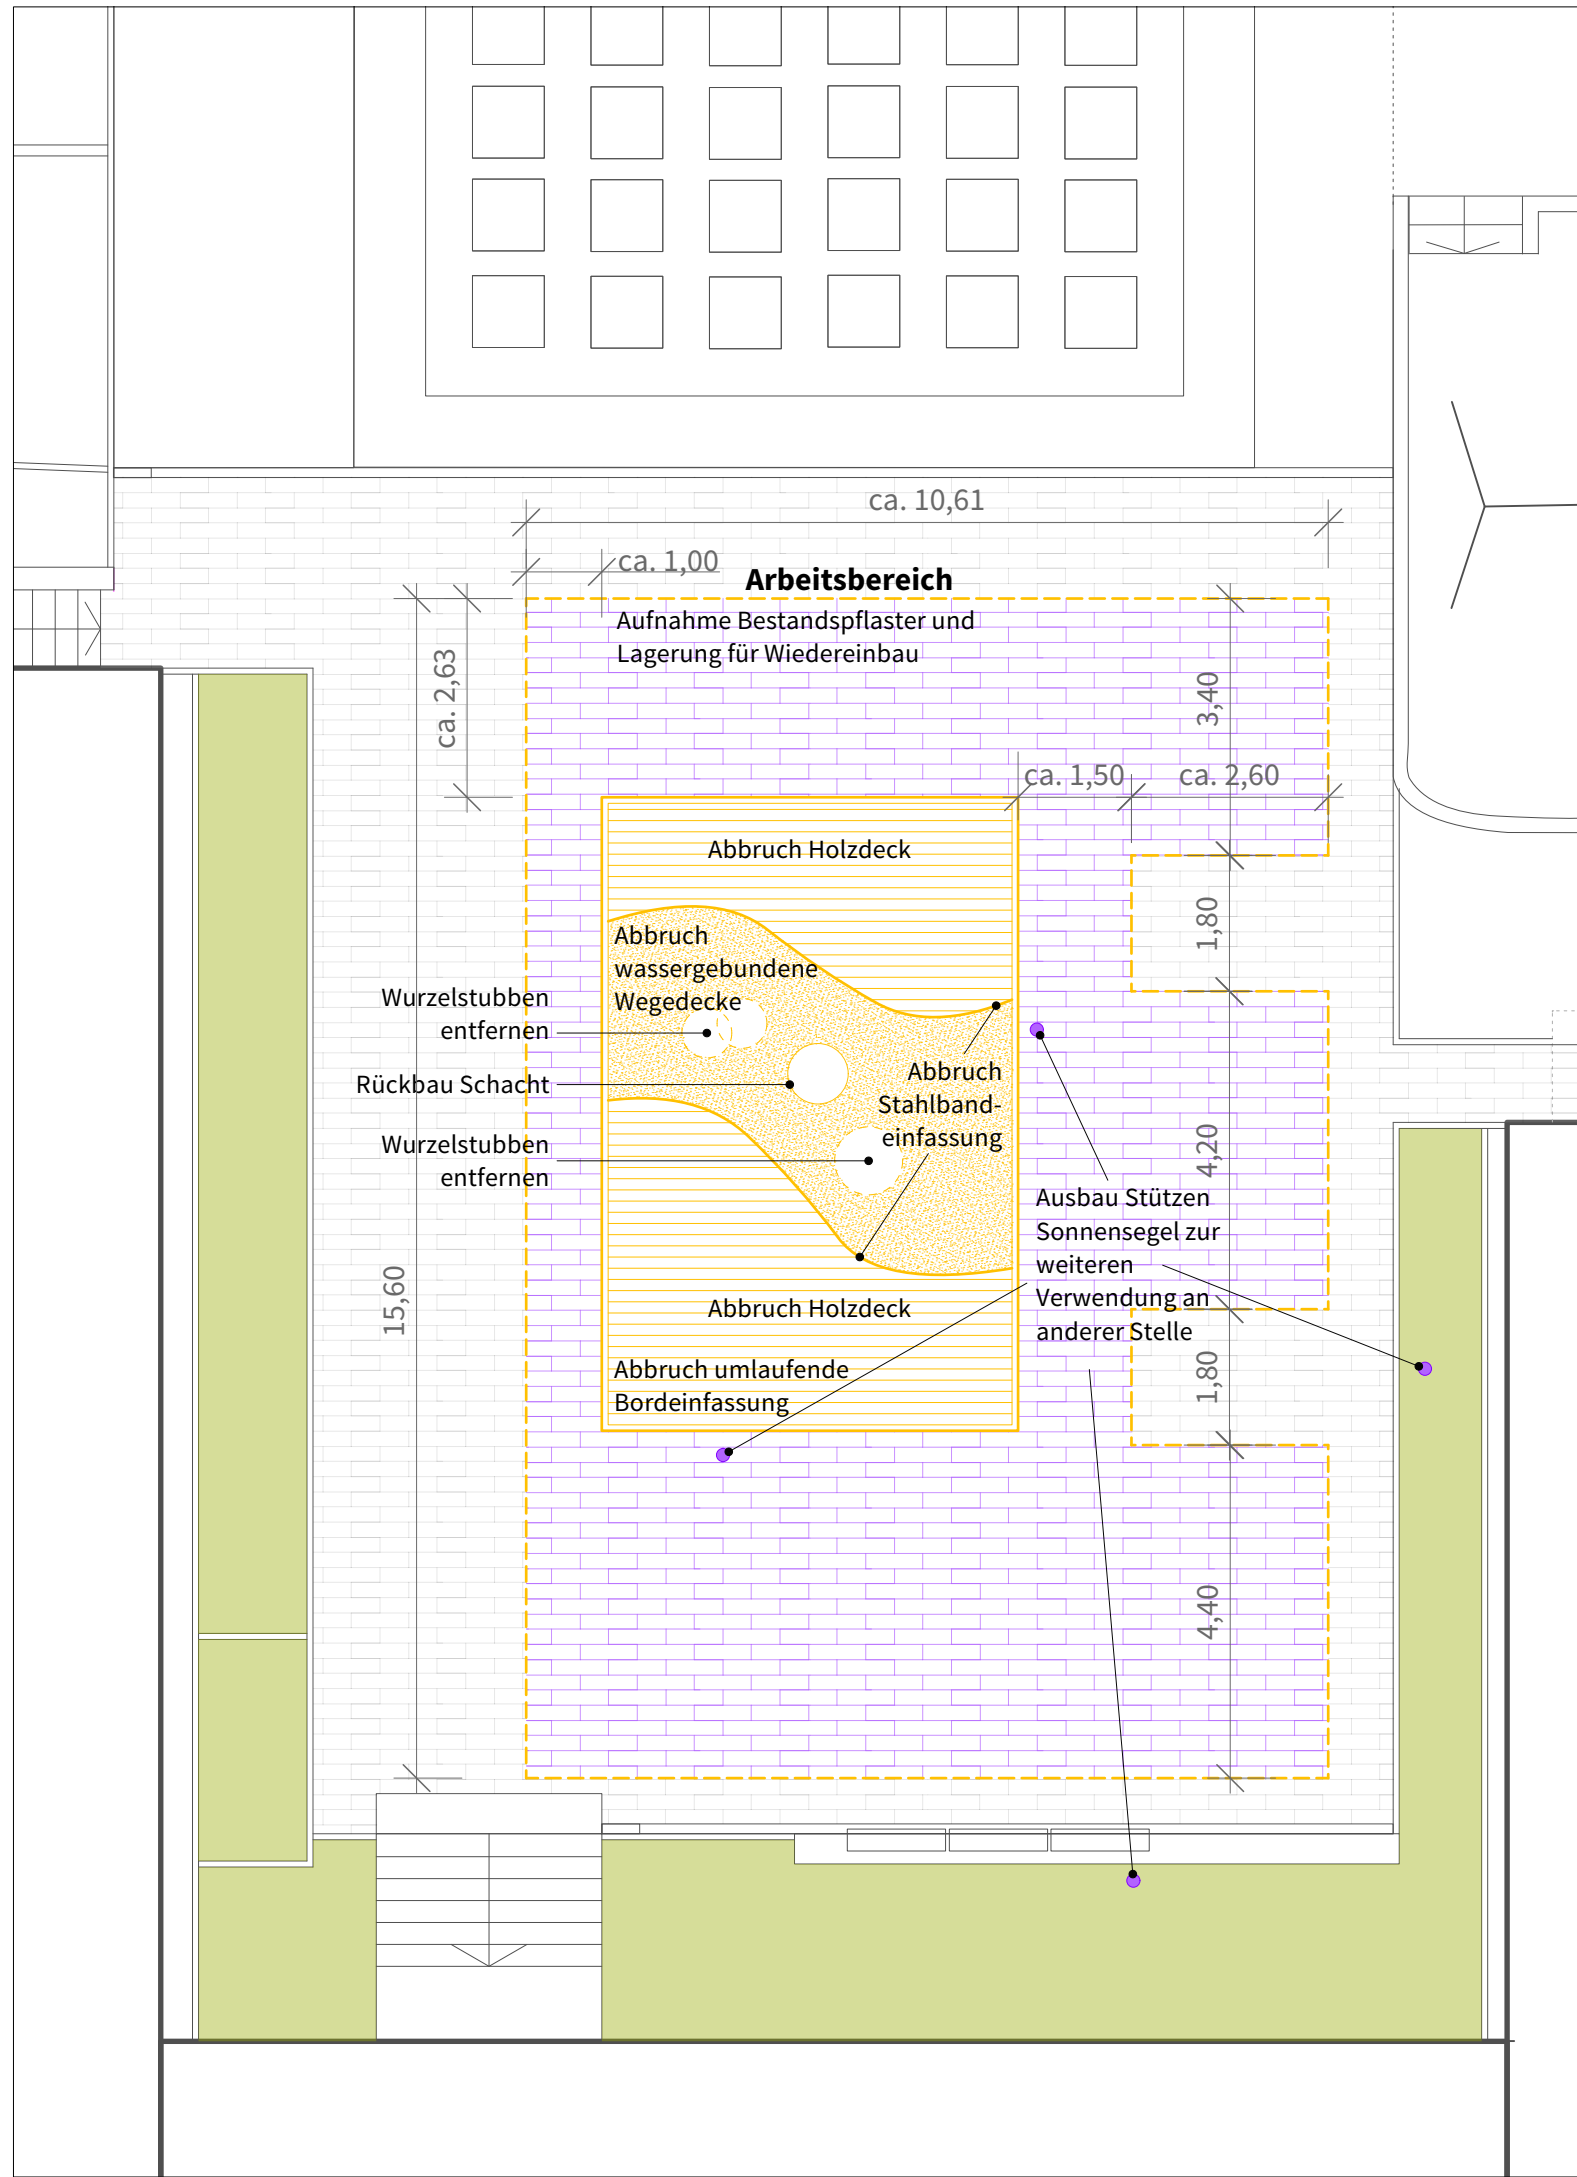 ca. 10,61
ca. 1,00
Arbeitsbereich
Aufnahme Bestandspflaster und
Lagerung für Wiedereinbau
ca. 2,63
3,40
ca. 1,50
ca. 2,60
Abbruch Holzdeck
1,80
Abbruch
wassergebundene
Wegedecke
Wurzelstubben
entfernen
Rückbau Schacht
Abbruch
Stahlband-
einfassung
Wurzelstubben
entfernen
4,20
Ausbau Stützen
Sonnensegel zur
weiteren
Verwendung an
anderer Stelle
15,60
Abbruch Holzdeck
1,80
Abbruch umlaufende
Bordeinfassung
4,40